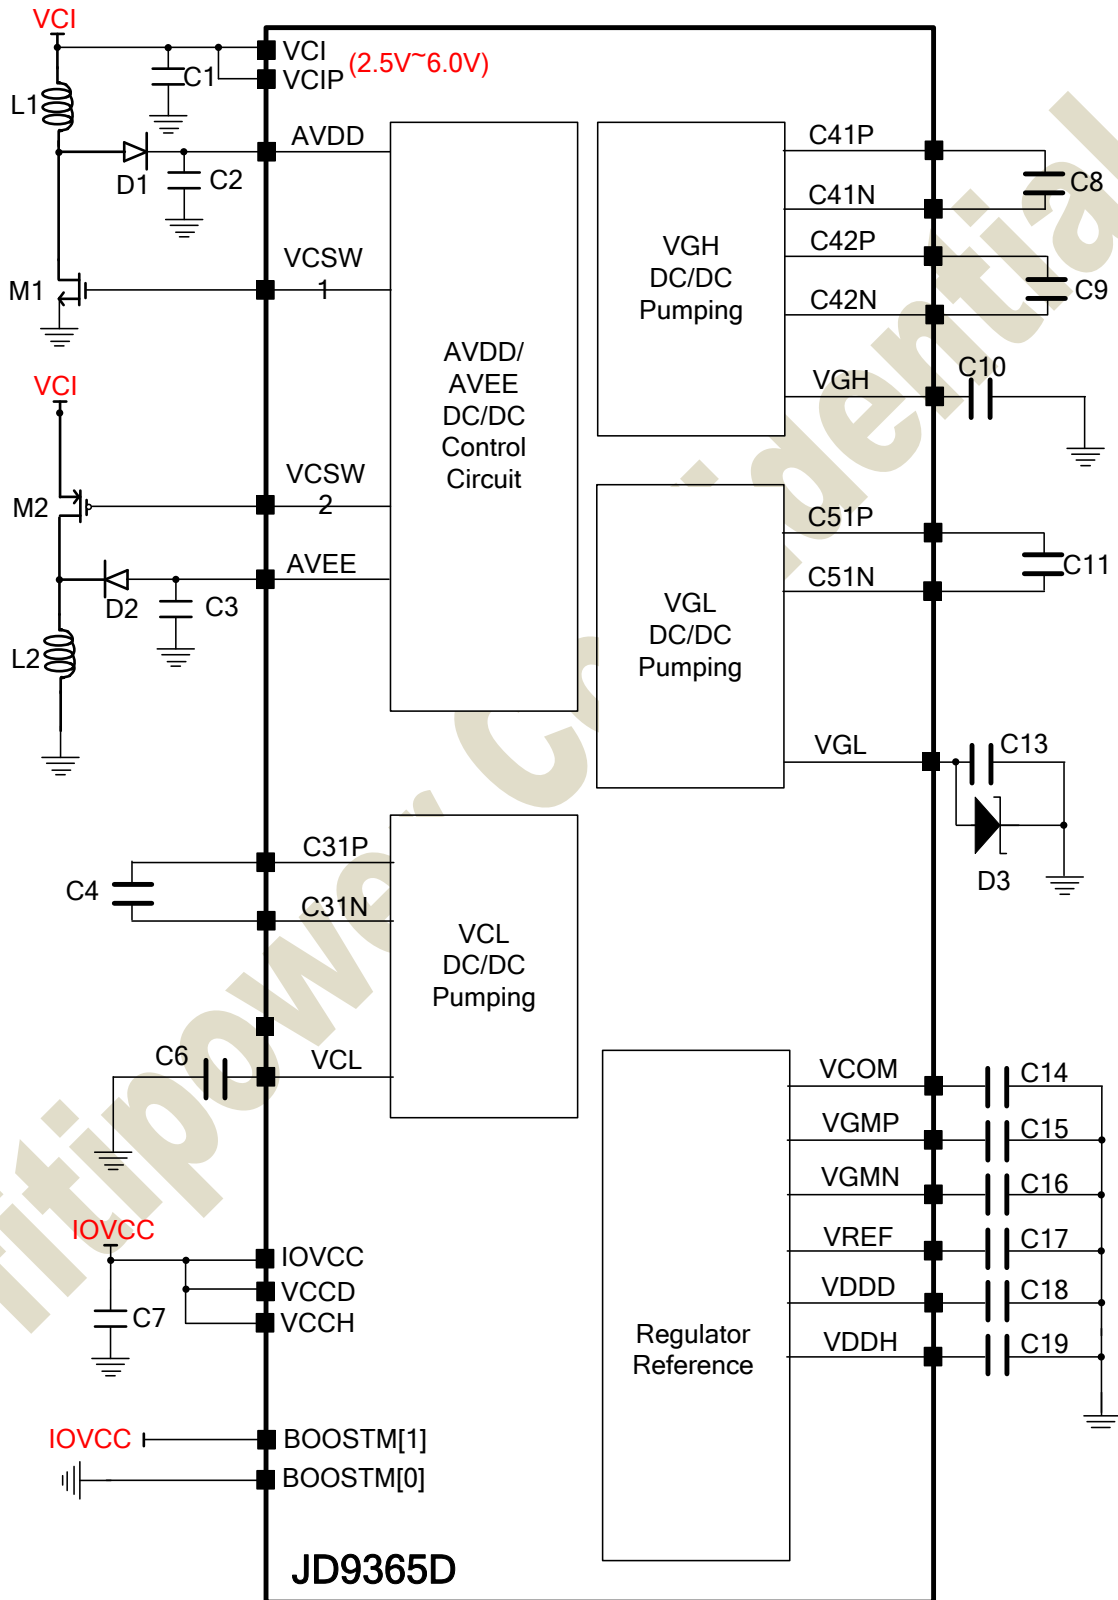 VCI
VCI
VCIP
(2.5V~6.0V)
C1
L1
AVDD
D1
C2
VCSW
1
M1
AVDD/
AVEE
DC/DC
Control
Circuit
VCI
VCSW
2
M2
AVEE
D2
C3
L2
C41P
C41N
C8
VGH
DC/DC
Pumping
C42P
C42N
C9
VGH
C10
C51P
C51N
C11
VGL
DC/DC
Pumping
VGL
C13
D3
C31P
C4
C31N
VCL
DC/DC
Pumping
C6
VCL
VCOM
C14
VGMP
C15
VGMN
C16
VREF
C17
VDDD
C18
VDDH
C19
Regulator
Reference
IOVCC
IOVCC
VCCD
VCCH
C7
IOVCC
BOOSTM[1]
BOOSTM[0]
JD9365D